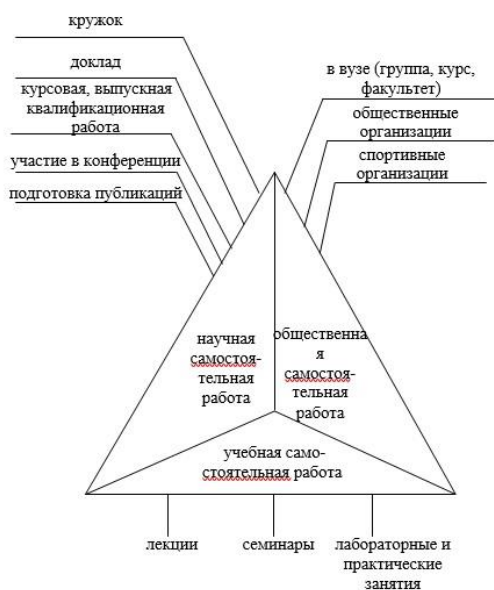 кружок
доклад
курсовая, выпускная
квалификационная
работа
участие в конференции
подготовка публикаций
в вузе (группа, курс,
факультет)
общественные
организации
спортивные
организации
научная
самостоя-
тельная
работа
общественна
я
самостоя-
тельная
работа
учебная само-
стоятельная работа
лекции
семинары
лабораторные и
практические
занятия